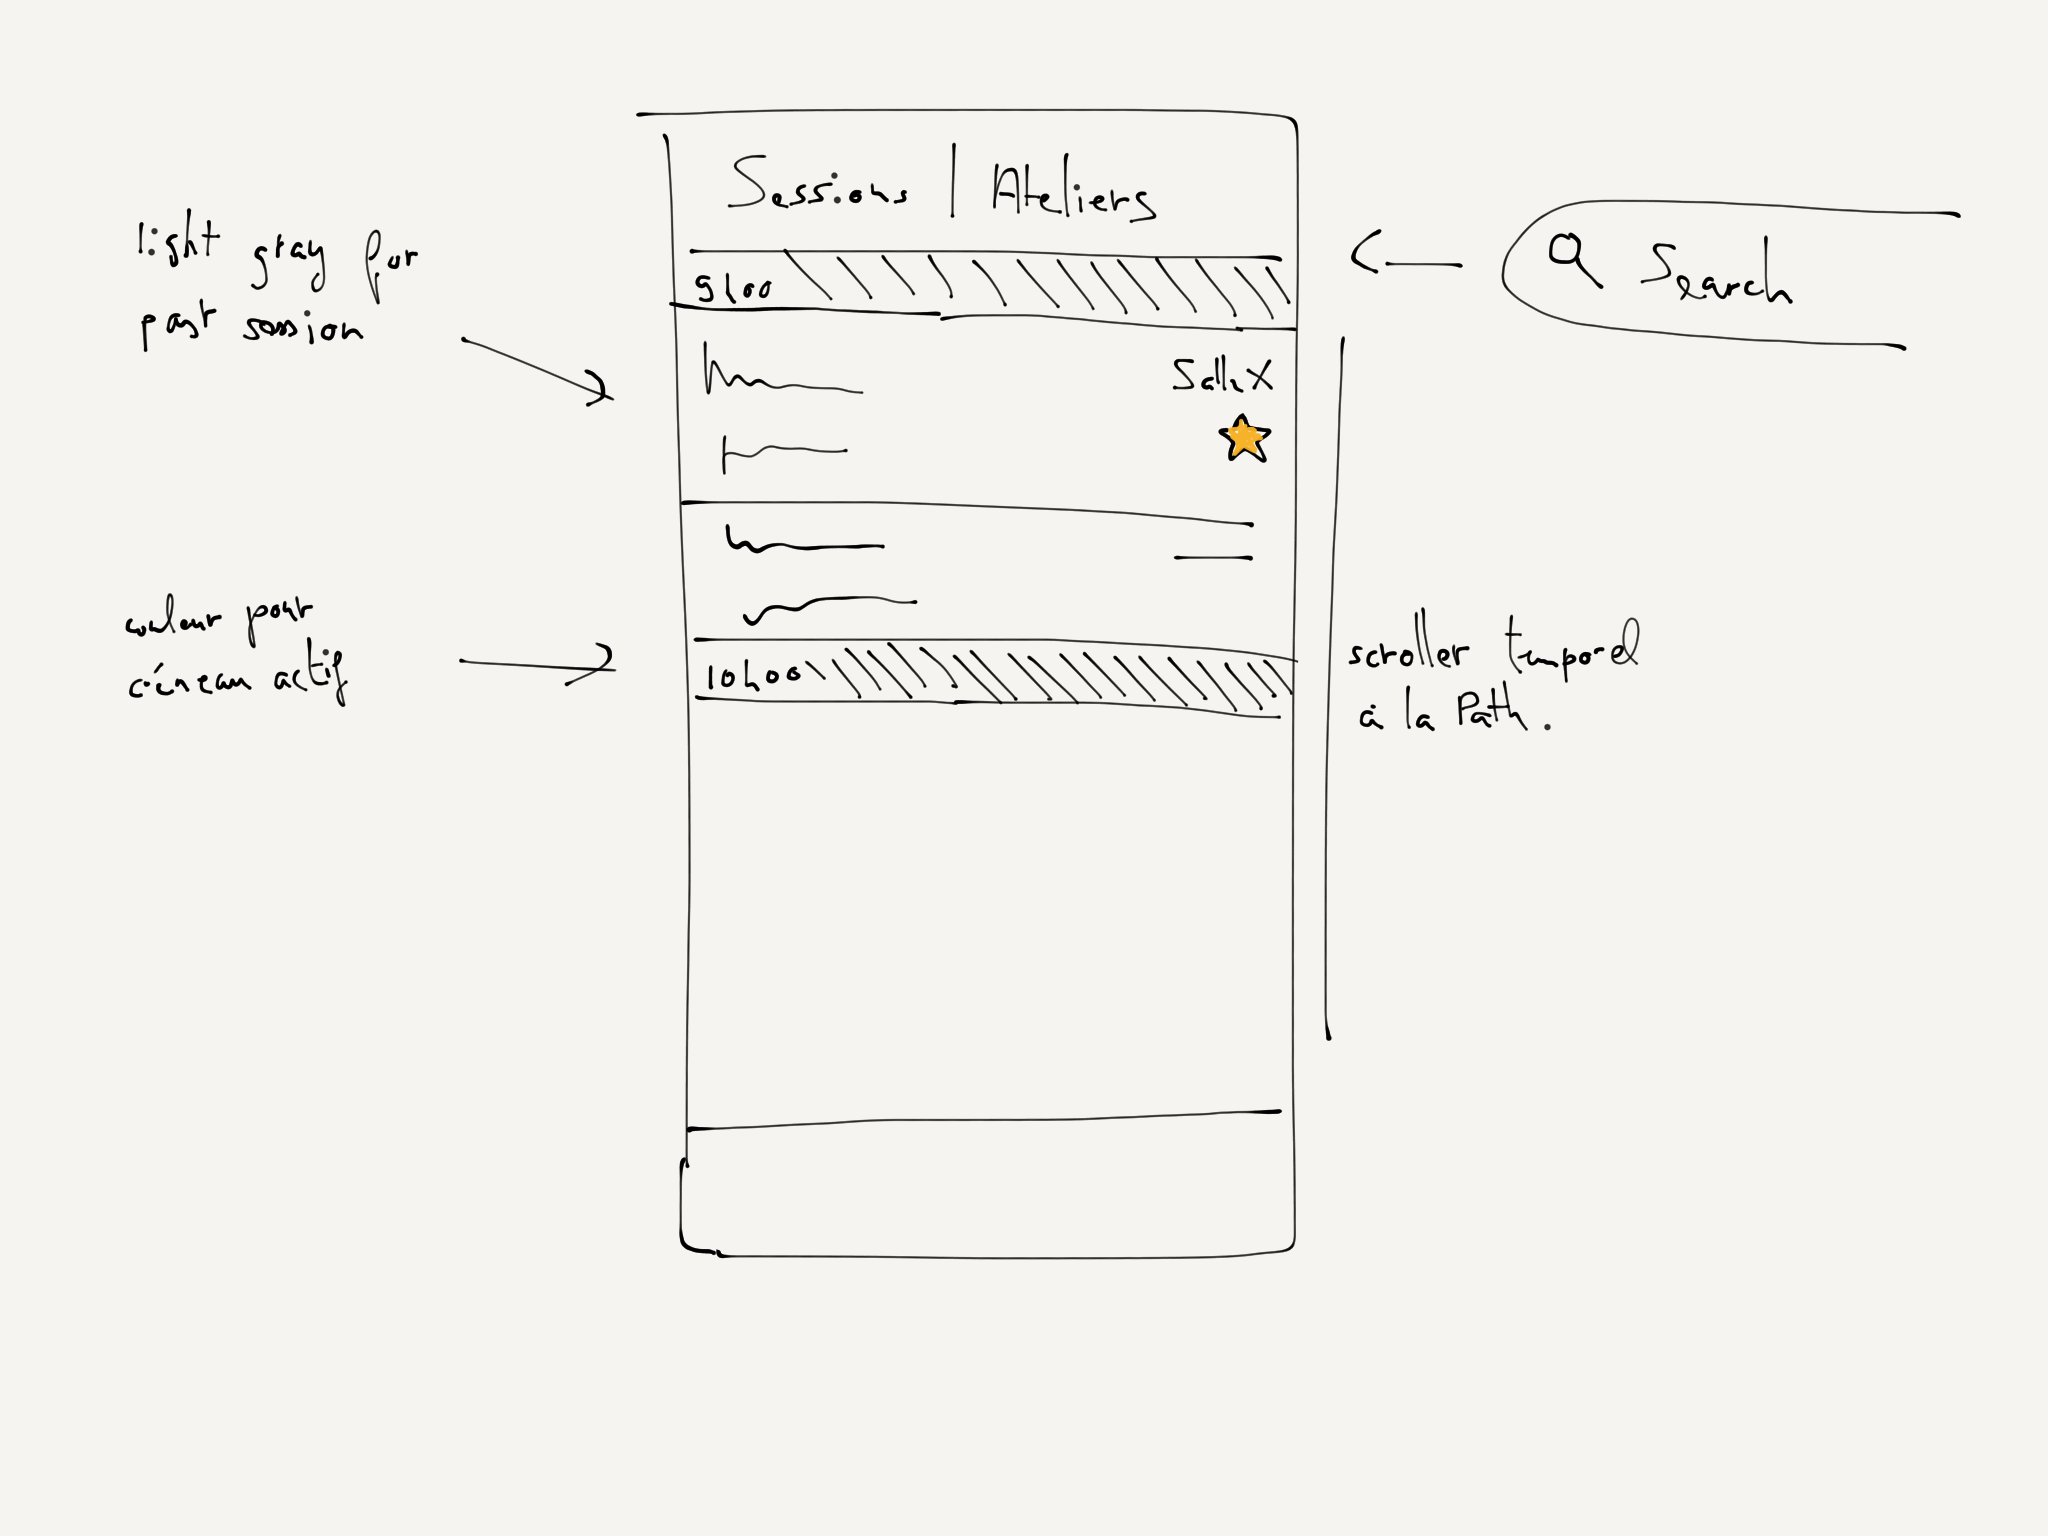 Sessions | Ateliers
light gray for
past session
9h00
Search
Salle X
couleur pour
créneau actif
10h00
scroller temporel
à la Path.